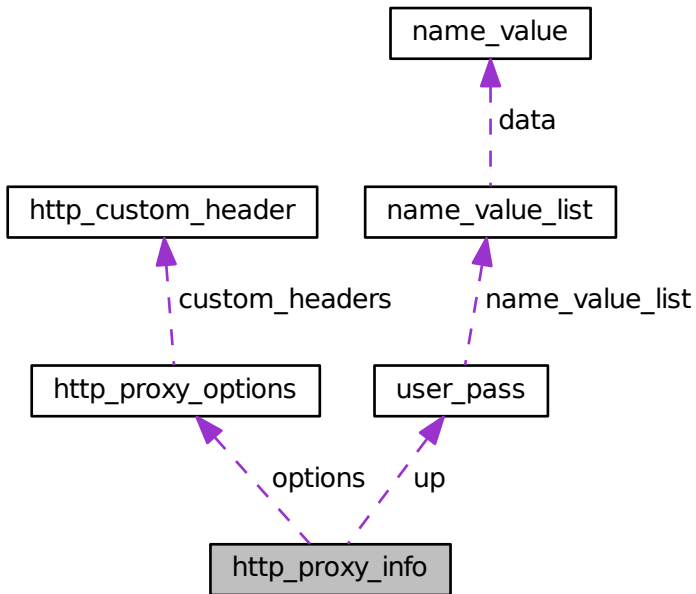 name_value
data
http_custom_header
name_value_list
custom_headers
name_value_list
http_proxy_options
user_pass
options
up
http_proxy_info